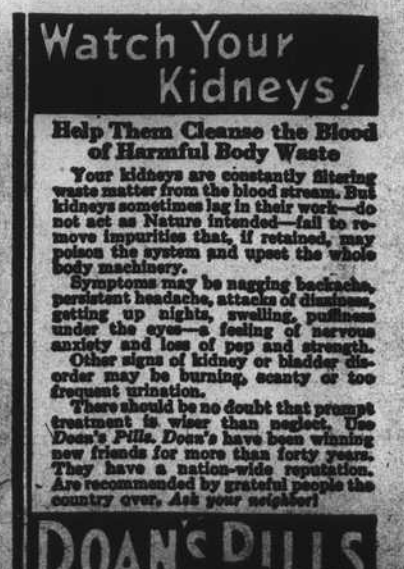 Watch Your
Kidneys!
Help Them Cleanse the Blood
of Harmful Body Waste
Your kidneys are constantly filtering
waste matter from the blood stream. But
kidneys sometimes lag in their work—do
not act as Nature intended—fail to re-
move impurities that, if retained, may
poison the system and upset the whole
body machinery.
Symptoms may be nagging backache,
persistent headache, attacks of dizziness,
getting up nights, swelling, puffiness
under the eyes—a feeling of nervous
anxiety and loss of pep and strength.
Other signs of kidney or bladder dis-
order may be burning, scanty or too
frequent urination.
There should be no doubt that prompt
treatment is wiser than neglect. Use
Doan's Pills. Doan's have been winning
new friends for more than forty years.
They have a nation-wide reputation.
Are recommended by grateful people the
country over. Ask your neighbor!
DOAN'S PILLS